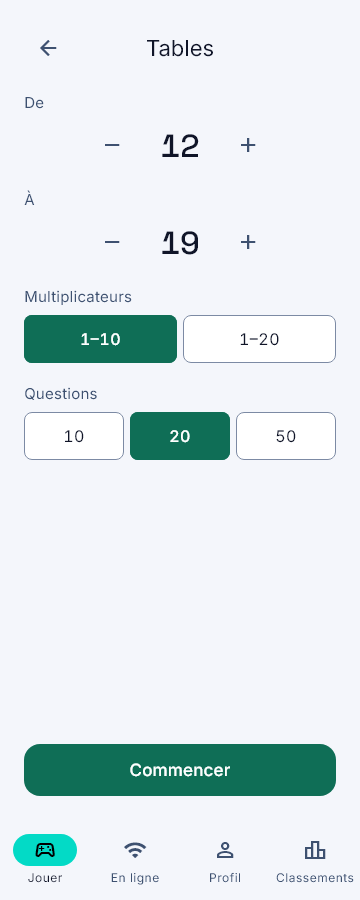 Tables
De
− 12 +
À
− 19 +
Multiplicateurs
1–10 1–20
Questions
10 20 50
Commencer
Jouer En ligne Profil Classements